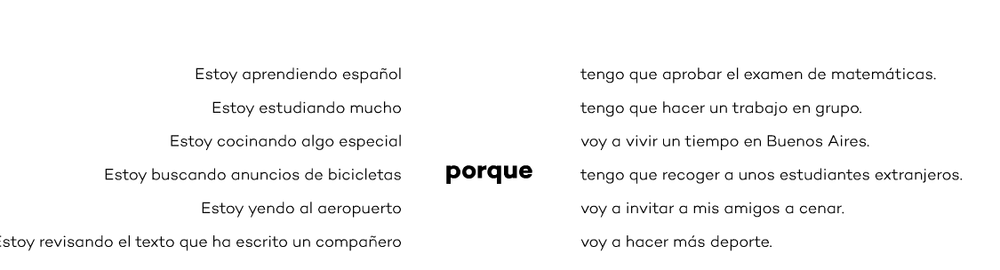 Estoy aprendiendo español tengo que aprobar el examen de matemáticas.
Estoy estudiando mucho tengo que hacer un trabajo en grupo.
Estoy cocinando algo especial voy a vivir un tiempo en Buenos Aires.
Estoy buscando anuncios de bicicletas porque tengo que recoger a unos estudiantes extranjeros.
Estoy yendo al aeropuerto voy a invitar a mis amigos a cenar.
Estoy revisando el texto que ha escrito un compañero voy a hacer más deporte.